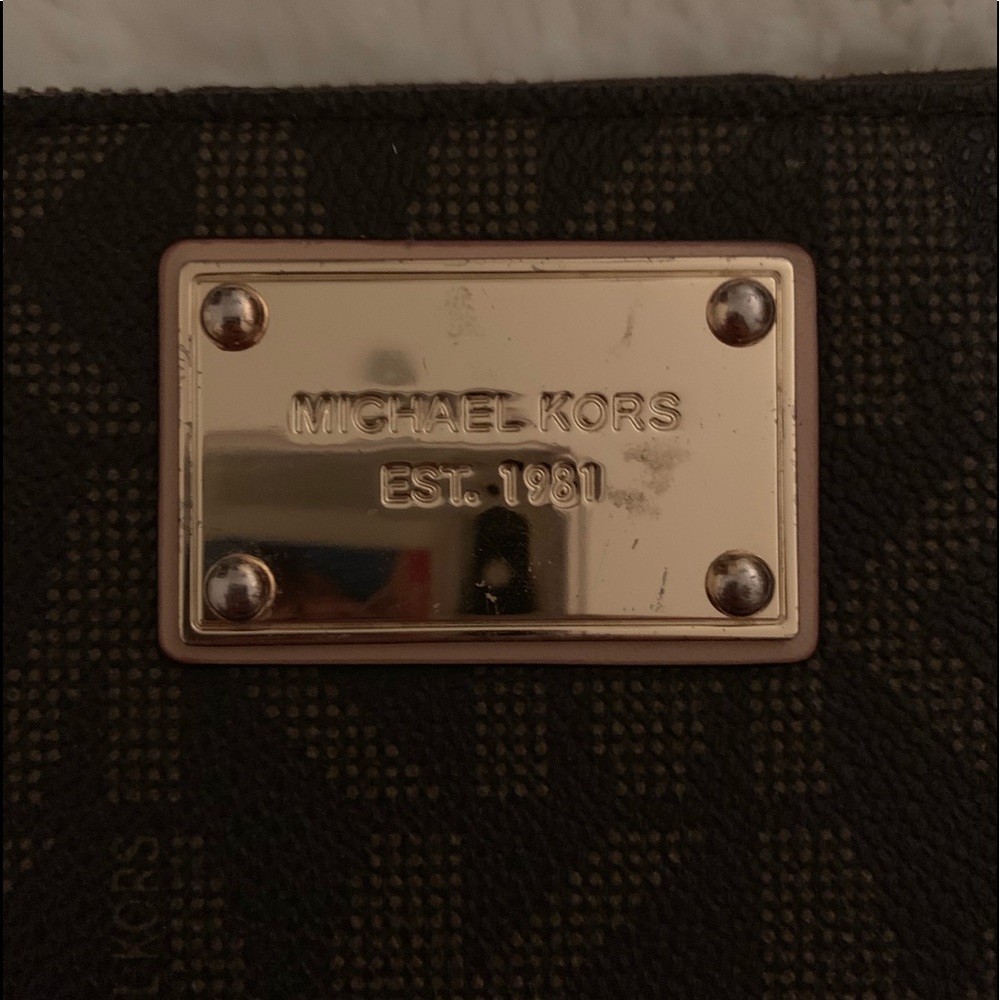 MICHAEL KORS
EST. 1981
KORS